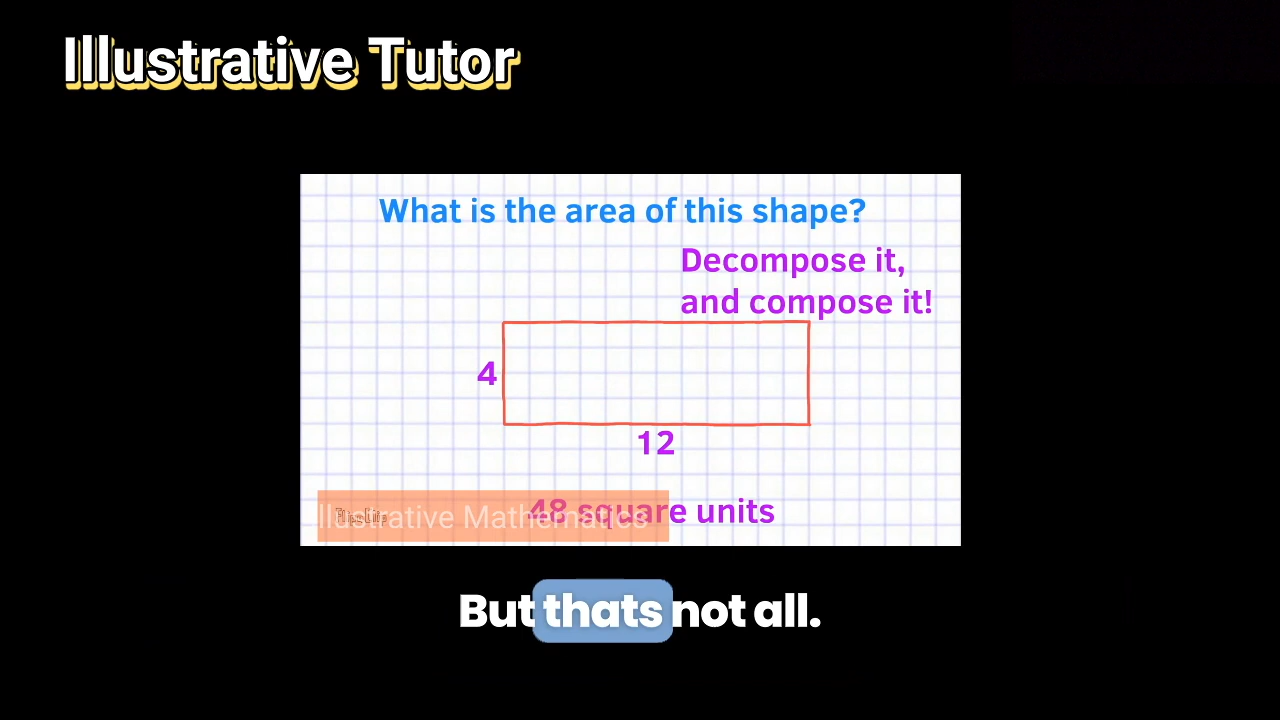 Illustrative Tutor
What is the area of this shape?
Decompose it,
and compose it!
4
12
48 square units
llustrative Mathematics
But thats not all.